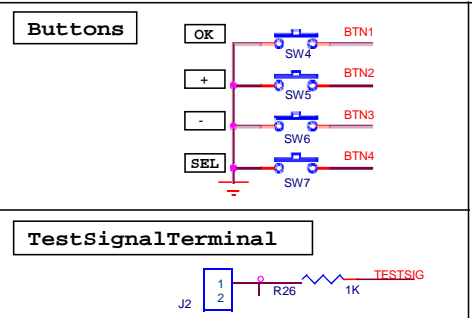 Buttons
OK
BTN1
SW4
+
BTN2
SW5
-
BTN3
SW6
SEL
BTN4
SW7
TestSignalTerminal
TESTSIG
1
R26
1K
2
J2